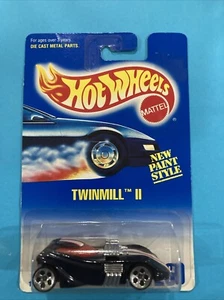 For ages over 3 years
DIE CAST METAL PARTS.
Hot Wheels
MATTEL
NEW
PAINT
STYLE
TWINMILL™ II